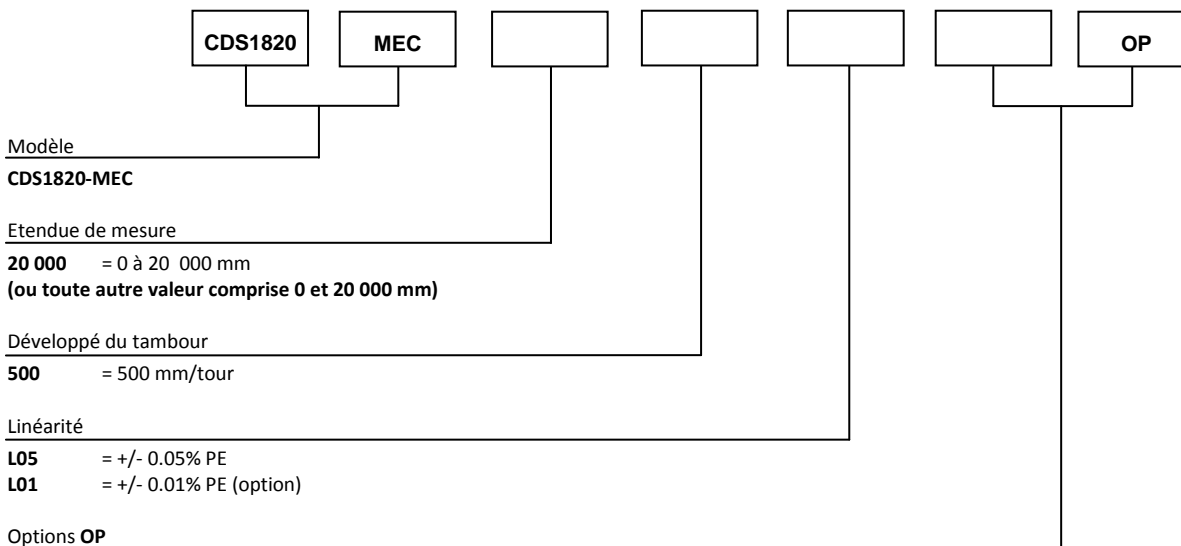 CDS1820 MEC OP
Modèle
CDS1820-MEC
Etendue de mesure
20 000 = 0 à 20 000 mm
(ou toute autre valeur comprise 0 et 20 000 mm)
Développé du tambour
500 = 500 mm/tour
Linéarité
L05 = +/- 0.05% PE
L01 = +/- 0.01% PE (option)
Options OP